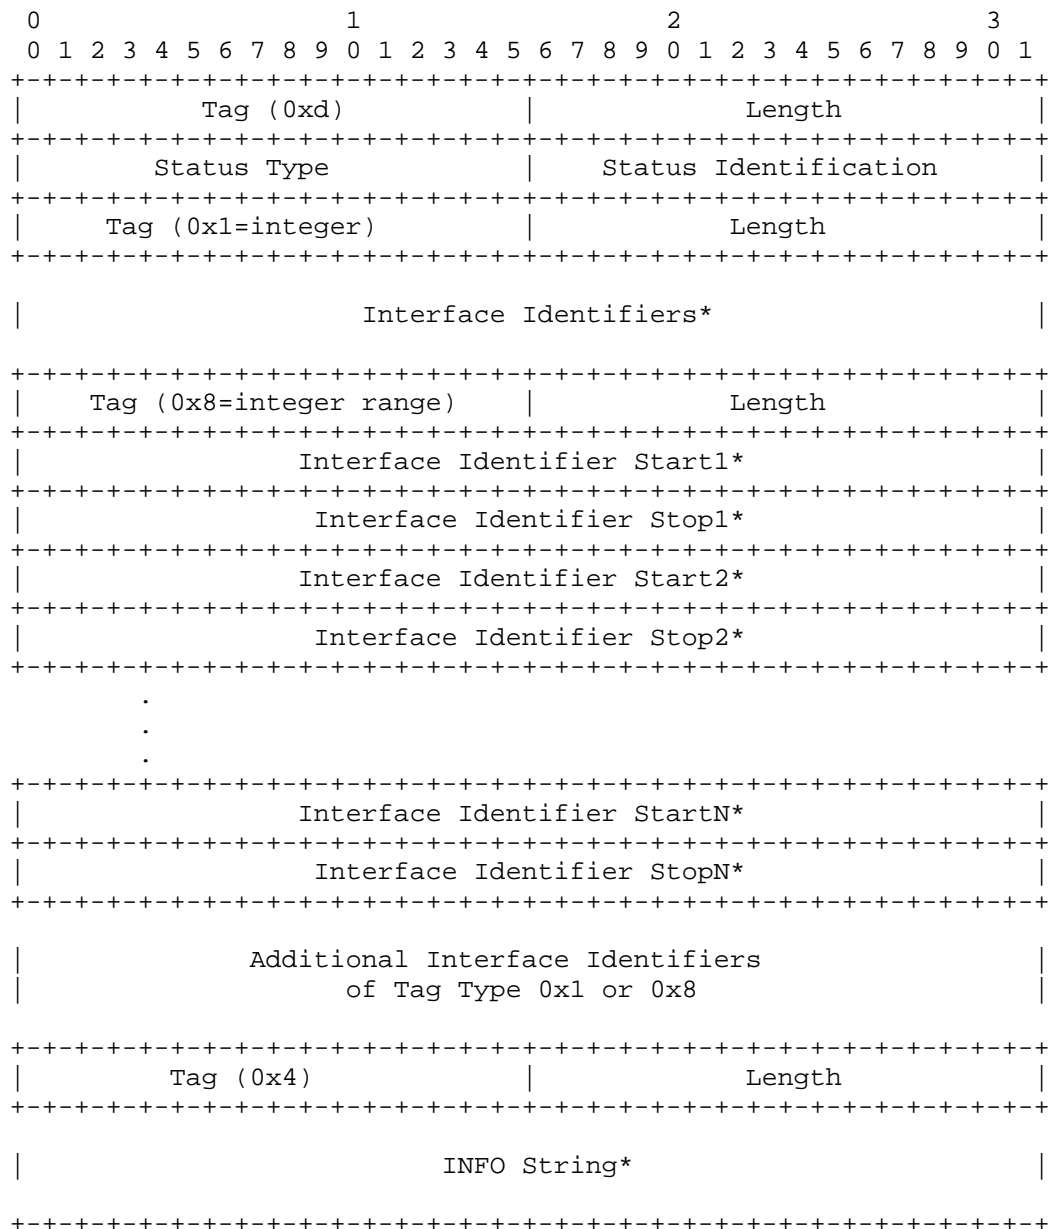 0                   1                   2                   3
 0 1 2 3 4 5 6 7 8 9 0 1 2 3 4 5 6 7 8 9 0 1 2 3 4 5 6 7 8 9 0 1
+-+-+-+-+-+-+-+-+-+-+-+-+-+-+-+-+-+-+-+-+-+-+-+-+-+-+-+-+-+-+-+-+
|           Tag (0xd)           |             Length            |
+-+-+-+-+-+-+-+-+-+-+-+-+-+-+-+-+-+-+-+-+-+-+-+-+-+-+-+-+-+-+-+-+
|        Status Type            |    Status Identification      |
+-+-+-+-+-+-+-+-+-+-+-+-+-+-+-+-+-+-+-+-+-+-+-+-+-+-+-+-+-+-+-+-+
|     Tag (0x1=integer)         |            Length             |
+-+-+-+-+-+-+-+-+-+-+-+-+-+-+-+-+-+-+-+-+-+-+-+-+-+-+-+-+-+-+-+-+
|                     Interface Identifiers*                    |
+-+-+-+-+-+-+-+-+-+-+-+-+-+-+-+-+-+-+-+-+-+-+-+-+-+-+-+-+-+-+-+-+
|    Tag (0x8=integer range)    |            Length             |
+-+-+-+-+-+-+-+-+-+-+-+-+-+-+-+-+-+-+-+-+-+-+-+-+-+-+-+-+-+-+-+-+
|                 Interface Identifier Start1*                  |
+-+-+-+-+-+-+-+-+-+-+-+-+-+-+-+-+-+-+-+-+-+-+-+-+-+-+-+-+-+-+-+-+
|                  Interface Identifier Stop1*                  |
+-+-+-+-+-+-+-+-+-+-+-+-+-+-+-+-+-+-+-+-+-+-+-+-+-+-+-+-+-+-+-+-+
|                 Interface Identifier Start2*                  |
+-+-+-+-+-+-+-+-+-+-+-+-+-+-+-+-+-+-+-+-+-+-+-+-+-+-+-+-+-+-+-+-+
|                  Interface Identifier Stop2*                  |
+-+-+-+-+-+-+-+-+-+-+-+-+-+-+-+-+-+-+-+-+-+-+-+-+-+-+-+-+-+-+-+-+
        .
        .
        .
+-+-+-+-+-+-+-+-+-+-+-+-+-+-+-+-+-+-+-+-+-+-+-+-+-+-+-+-+-+-+-+-+
|                 Interface Identifier StartN*                  |
+-+-+-+-+-+-+-+-+-+-+-+-+-+-+-+-+-+-+-+-+-+-+-+-+-+-+-+-+-+-+-+-+
|                  Interface Identifier StopN*                  |
+-+-+-+-+-+-+-+-+-+-+-+-+-+-+-+-+-+-+-+-+-+-+-+-+-+-+-+-+-+-+-+-+
|              Additional Interface Identifiers                 |
|                    of Tag Type 0x1 or 0x8                     |
+-+-+-+-+-+-+-+-+-+-+-+-+-+-+-+-+-+-+-+-+-+-+-+-+-+-+-+-+-+-+-+-+
|         Tag (0x4)             |             Length            |
+-+-+-+-+-+-+-+-+-+-+-+-+-+-+-+-+-+-+-+-+-+-+-+-+-+-+-+-+-+-+-+-+
|                          INFO String*                         |
+-+-+-+-+-+-+-+-+-+-+-+-+-+-+-+-+-+-+-+-+-+-+-+-+-+-+-+-+-+-+-+-+